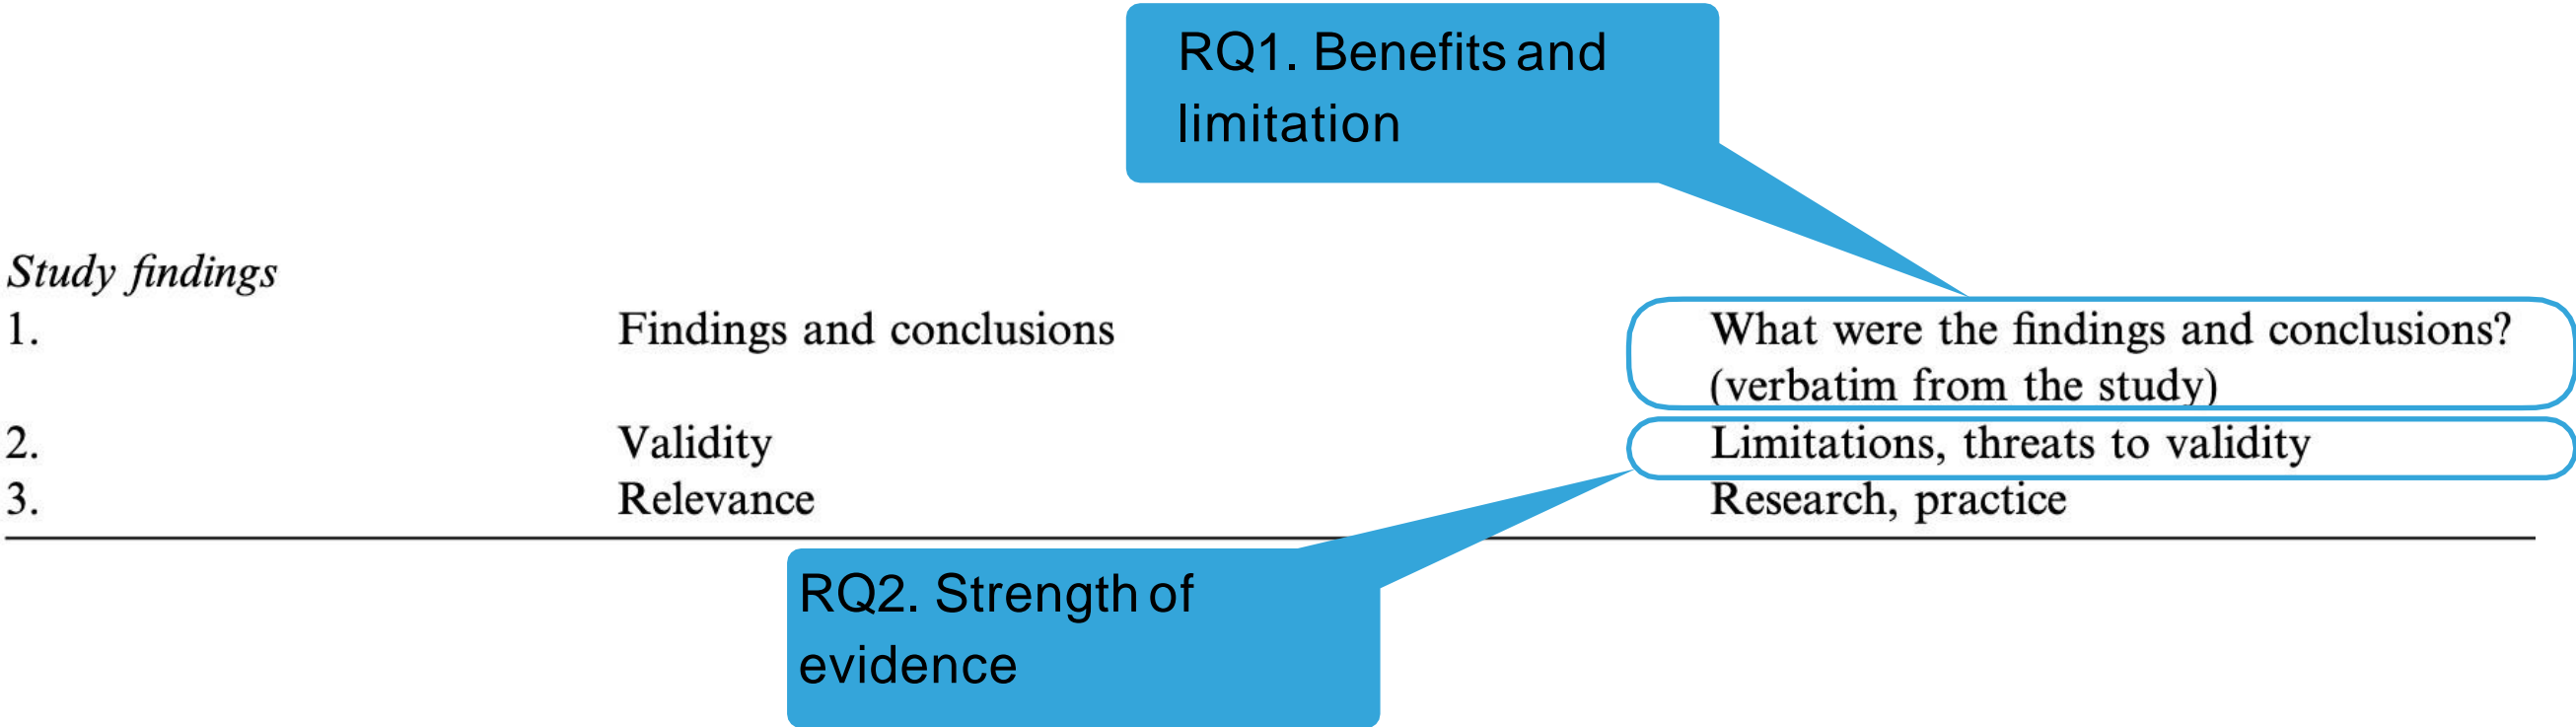 RQ1. Benefits and
limitation
Study findings
1. Findings and conclusions What were the findings and conclusions?
(verbatim from the study)
2. Validity Limitations, threats to validity
3. Relevance Research, practice
RQ2. Strength of
evidence